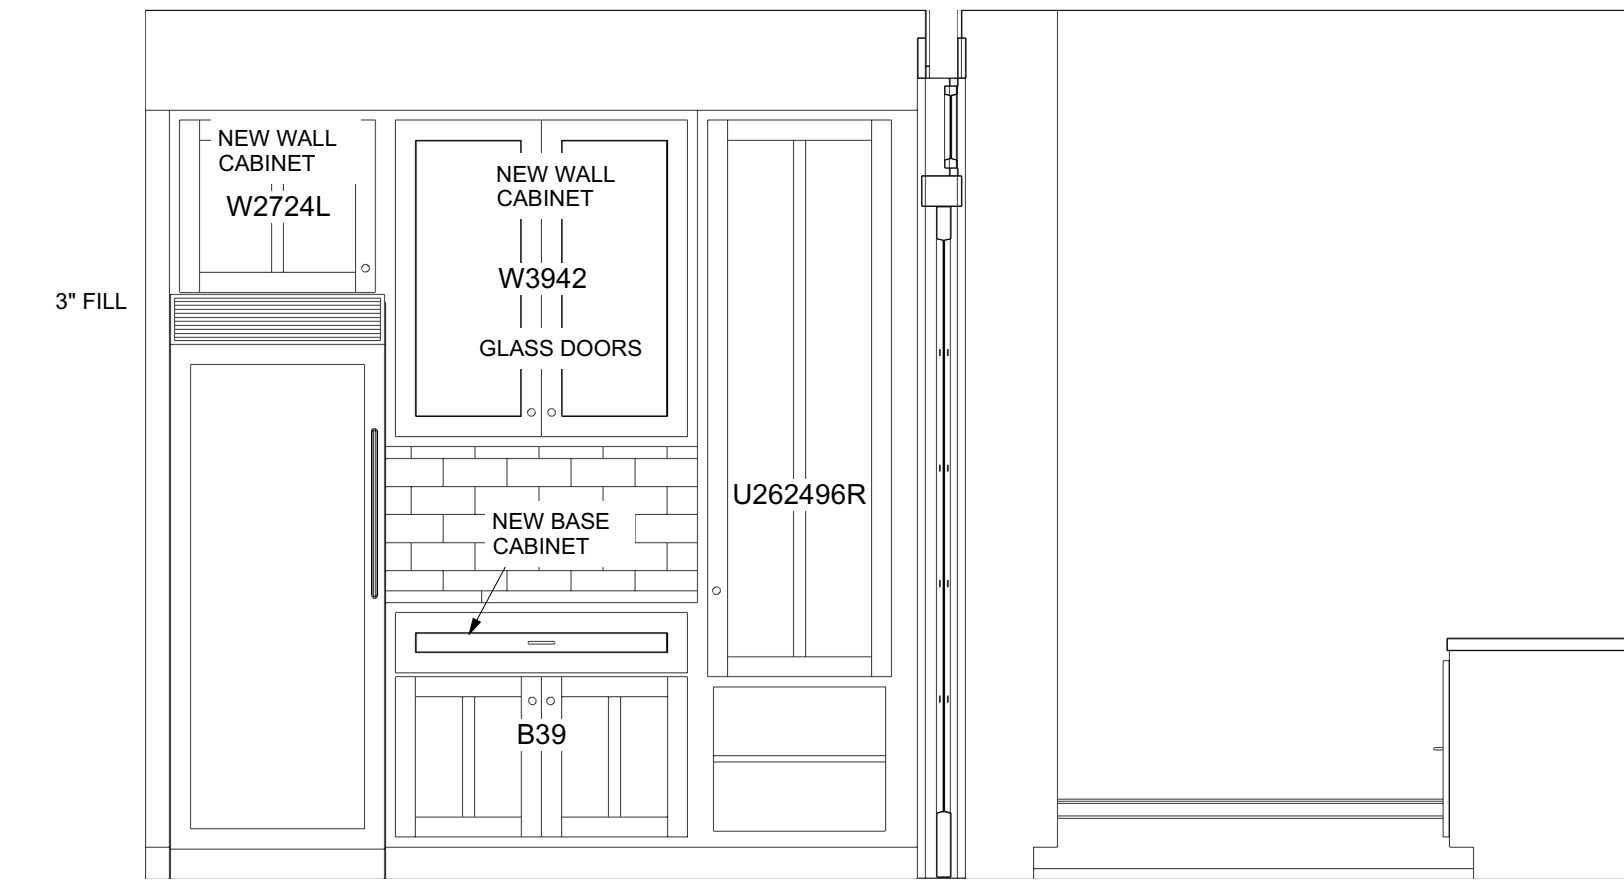 NEW WALL
CABINET
W2724L
NEW WALL
CABINET
W3942
GLASS DOORS
3" FILL
U262496R
NEW BASE
CABINET
B39